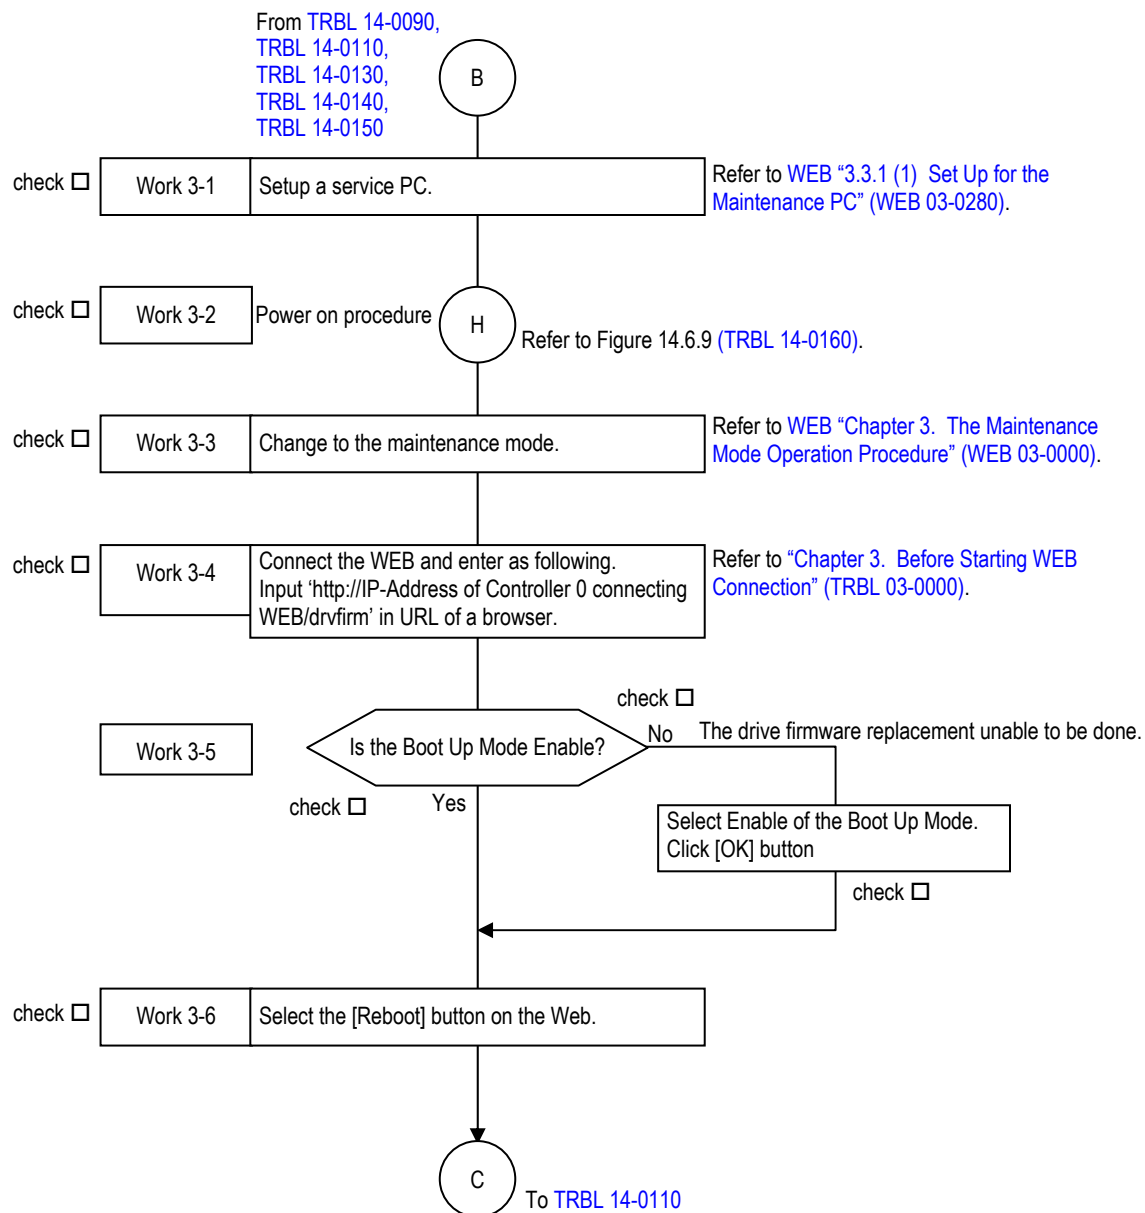 From TRBL 14-0090,
TRBL 14-0110,
TRBL 14-0130,
TRBL 14-0140,
TRBL 14-0150
B
check □
Work 3-1
Setup a service PC.
Refer to WEB “3.3.1 (1) Set Up for the
Maintenance PC” (WEB 03-0280).
check □
Work 3-2
Power on procedure
H
Refer to Figure 14.6.9 (TRBL 14-0160).
check □
Work 3-3
Change to the maintenance mode.
Refer to WEB “Chapter 3. The Maintenance
Mode Operation Procedure” (WEB 03-0000).
check □
Work 3-4
Connect the WEB and enter as following.
Input ‘http://IP-Address of Controller 0 connecting
WEB/drvfirm’ in URL of a browser.
Refer to “Chapter 3. Before Starting WEB
Connection” (TRBL 03-0000).
check □
Work 3-5
Is the Boot Up Mode Enable?
No
The drive firmware replacement unable to be done.
check □
Yes
Select Enable of the Boot Up Mode.
Click [OK] button
check □
check □
Work 3-6
Select the [Reboot] button on the Web.
C
To TRBL 14-0110